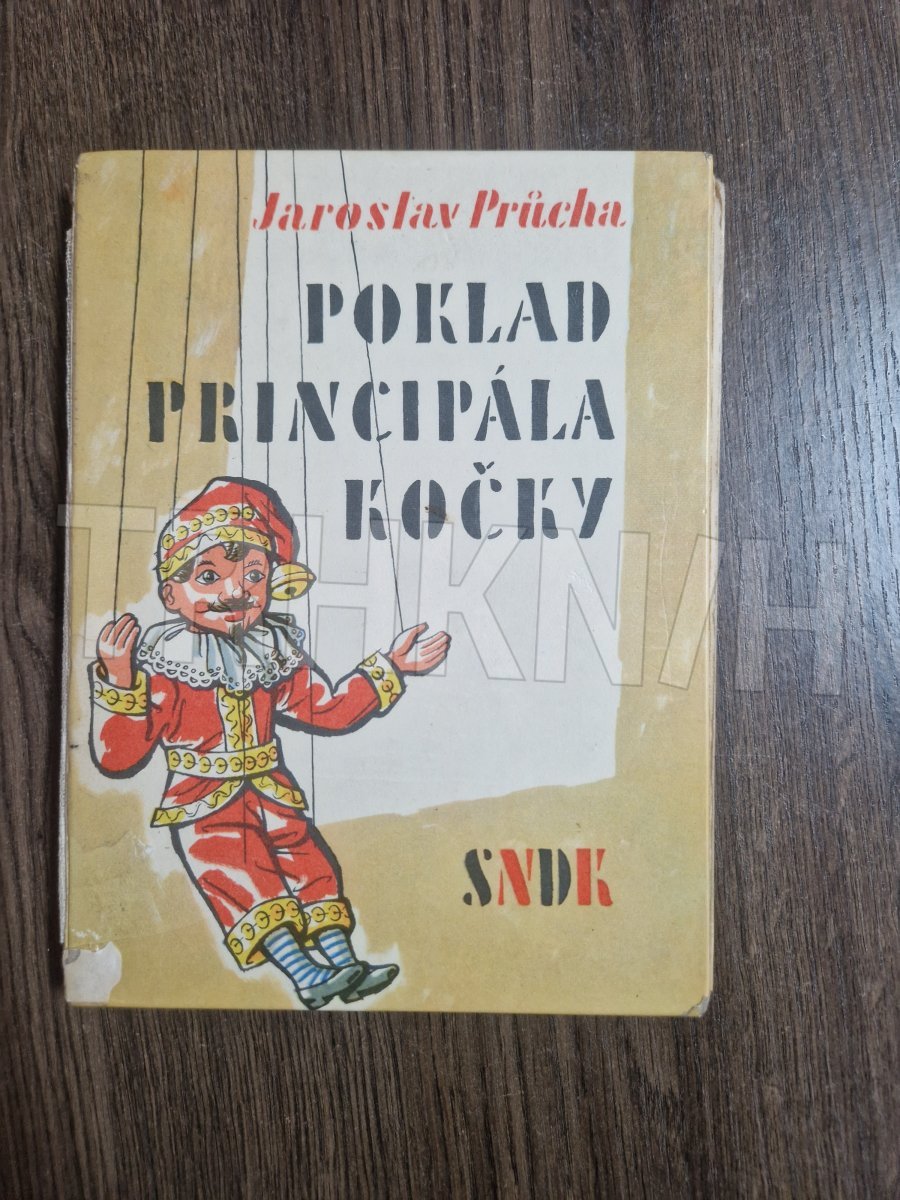 Jaroslav Průcha
POKLAD
PRINCIPÁLA
KOČKY
SNDK